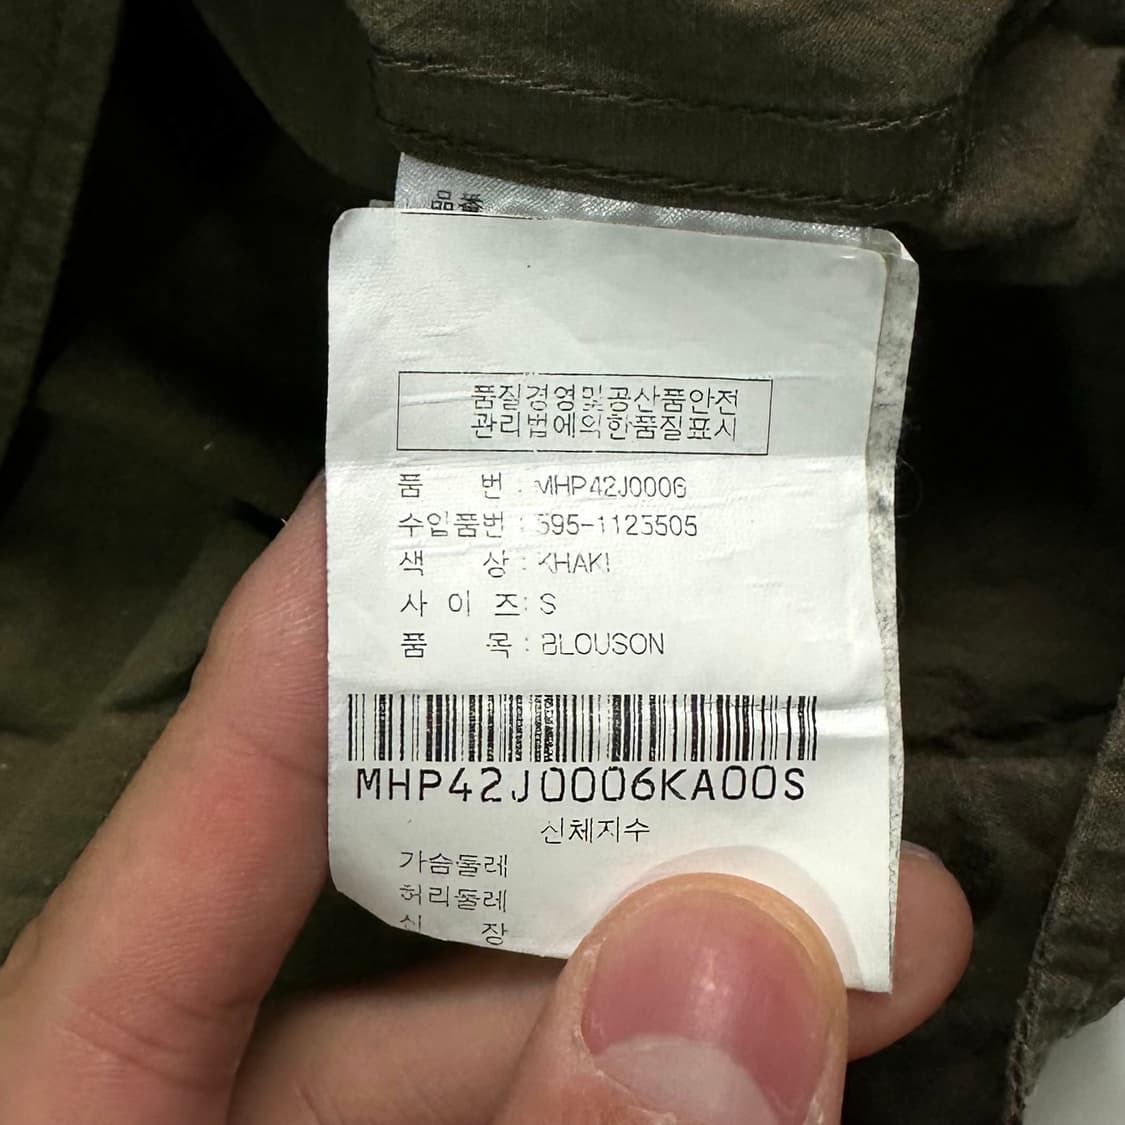 품질경영및공산품안전
관리법에의한품질표시
품 번 : MHP42J0006
수입품번 : 595-1123505
색 상 : KHAKI
사 이 즈: S
품 목 : BLOUSON
MHP42J0006KA00S
신체지수
가슴둘레
허리둘레
신 장